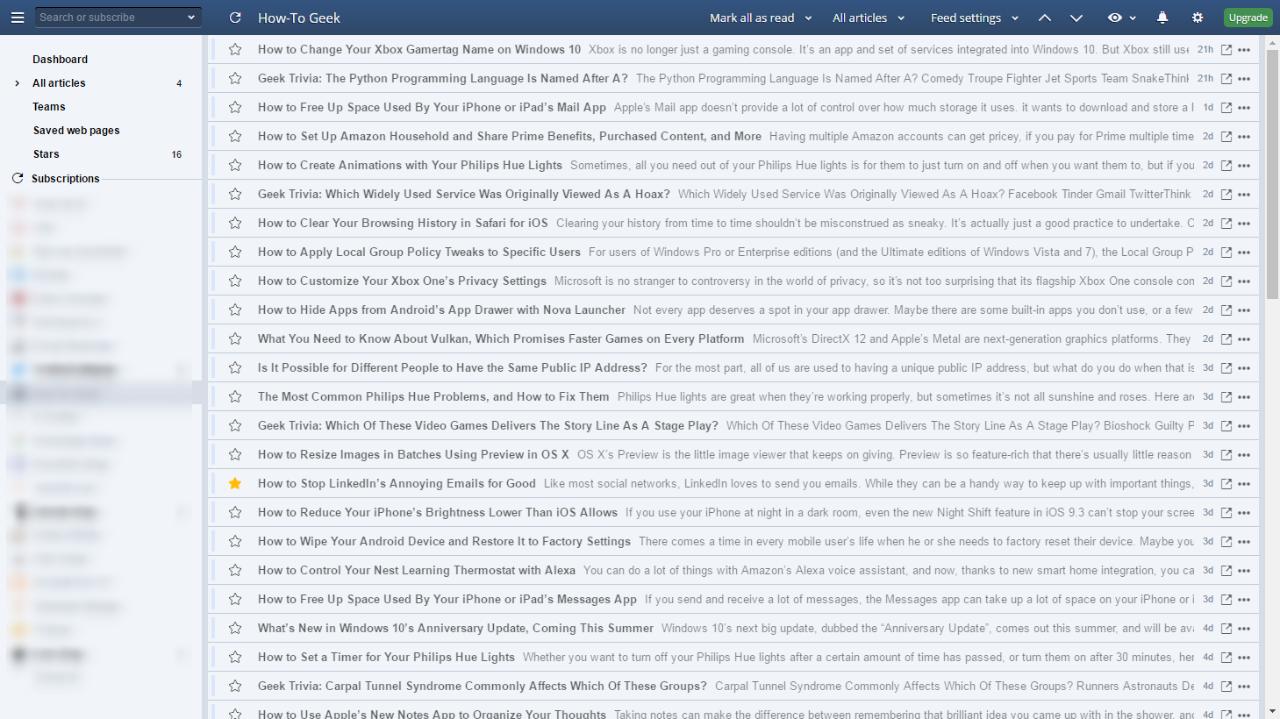 Search or subscribe How-To Geek Mark all as read All articles Feed settings Upgrade
Dashboard
All articles 4
Teams
Saved web pages
Stars 16
Subscriptions
How to Change Your Xbox Gamertag Name on Windows 10 Xbox is no longer just a gaming console. It's an app and set of services integrated into Windows 10. But Xbox still use 21h
Geek Trivia: The Python Programming Language Is Named After A? The Python Programming Language Is Named After A? Comedy Troupe Fighter Jet Sports Team SnakeThink 21h
How to Free Up Space Used By Your iPhone or iPad's Mail App Apple's Mail app doesn't provide a lot of control over how much storage it uses. it wants to download and store a l 1d
How to Set Up Amazon Household and Share Prime Benefits, Purchased Content, and More Having multiple Amazon accounts can get pricey, if you pay for Prime multiple time 2d
How to Create Animations with Your Philips Hue Lights Sometimes, all you need out of your Philips Hue lights is for them to just turn on and off when you want them to, but if you 2d
Geek Trivia: Which Widely Used Service Was Originally Viewed As A Hoax? Which Widely Used Service Was Originally Viewed As A Hoax? Facebook Tinder Gmail TwitterThink 2d
How to Clear Your Browsing History in Safari for iOS Clearing your history from time to time shouldn't be misconstrued as sneaky. It's actually just a good practice to undertake. 2d
How to Apply Local Group Policy Tweaks to Specific Users For users of Windows Pro or Enterprise editions (and the Ultimate editions of Windows Vista and 7), the Local Group P 2d
How to Customize Your Xbox One's Privacy Settings Microsoft is no stranger to controversy in the world of privacy, so it's not too surprising that its flagship Xbox One console con 2d
How to Hide Apps from Android's App Drawer with Nova Launcher Not every app deserves a spot in your app drawer. Maybe there are some built-in apps you don't use, or a few 2d
What You Need to Know About Vulkan, Which Promises Faster Games on Every Platform Microsoft's DirectX 12 and Apple's Metal are next-generation graphics platforms. They 2d
Is It Possible for Different People to Have the Same Public IP Address? For the most part, all of us are used to having a unique public IP address, but what do you do when that is 3d
The Most Common Philips Hue Problems, and How to Fix Them Philips Hue lights are great when they're working properly, but sometimes it's not all sunshine and roses. Here are 3d
Geek Trivia: Which Of These Video Games Delivers The Story Line As A Stage Play? Which Of These Video Games Delivers The Story Line As A Stage Play? Bioshock Guilty P 3d
How to Resize Images in Batches Using Preview in OS X OS X's Preview is the little image viewer that keeps on giving. Preview is so feature-rich that there's usually little reason 3d
How to Stop LinkedIn's Annoying Emails for Good Like most social networks, LinkedIn loves to send you emails. While they can be a handy way to keep up with important things, 3d
How to Reduce Your iPhone's Brightness Lower Than iOS Allows If you use your iPhone at night in a dark room, even the new Night Shift feature in iOS 9.3 can't stop your scree 3d
How to Wipe Your Android Device and Restore It to Factory Settings There comes a time in every mobile user's life when he or she needs to factory reset their device. Maybe you 3d
How to Control Your Nest Learning Thermostat with Alexa You can do a lot of things with Amazon's Alexa voice assistant, and now, thanks to new smart home integration, you ca 3d
How to Free Up Space Used By Your iPhone or iPad's Messages App If you send and receive a lot of messages, the Messages app can take up a lot of space on your iPhone or i 3d
What's New in Windows 10's Anniversary Update, Coming This Summer Windows 10's next big update, dubbed the “Anniversary Update”, comes out this summer, and will be ava 4d
How to Set a Timer for Your Philips Hue Lights Whether you want to turn off your Philips Hue lights after a certain amount of time has passed, or turn them on after 30 minutes, her 4d
Geek Trivia: Carpal Tunnel Syndrome Commonly Affects Which Of These Groups? Carpal Tunnel Syndrome Commonly Affects Which Of These Groups? Runners Astronauts De 4d
How to Use Apple's New Notes App to Organize Your Thoughts Taking notes can make the difference between remembering that brilliant idea you came up with in the shower, and 4d